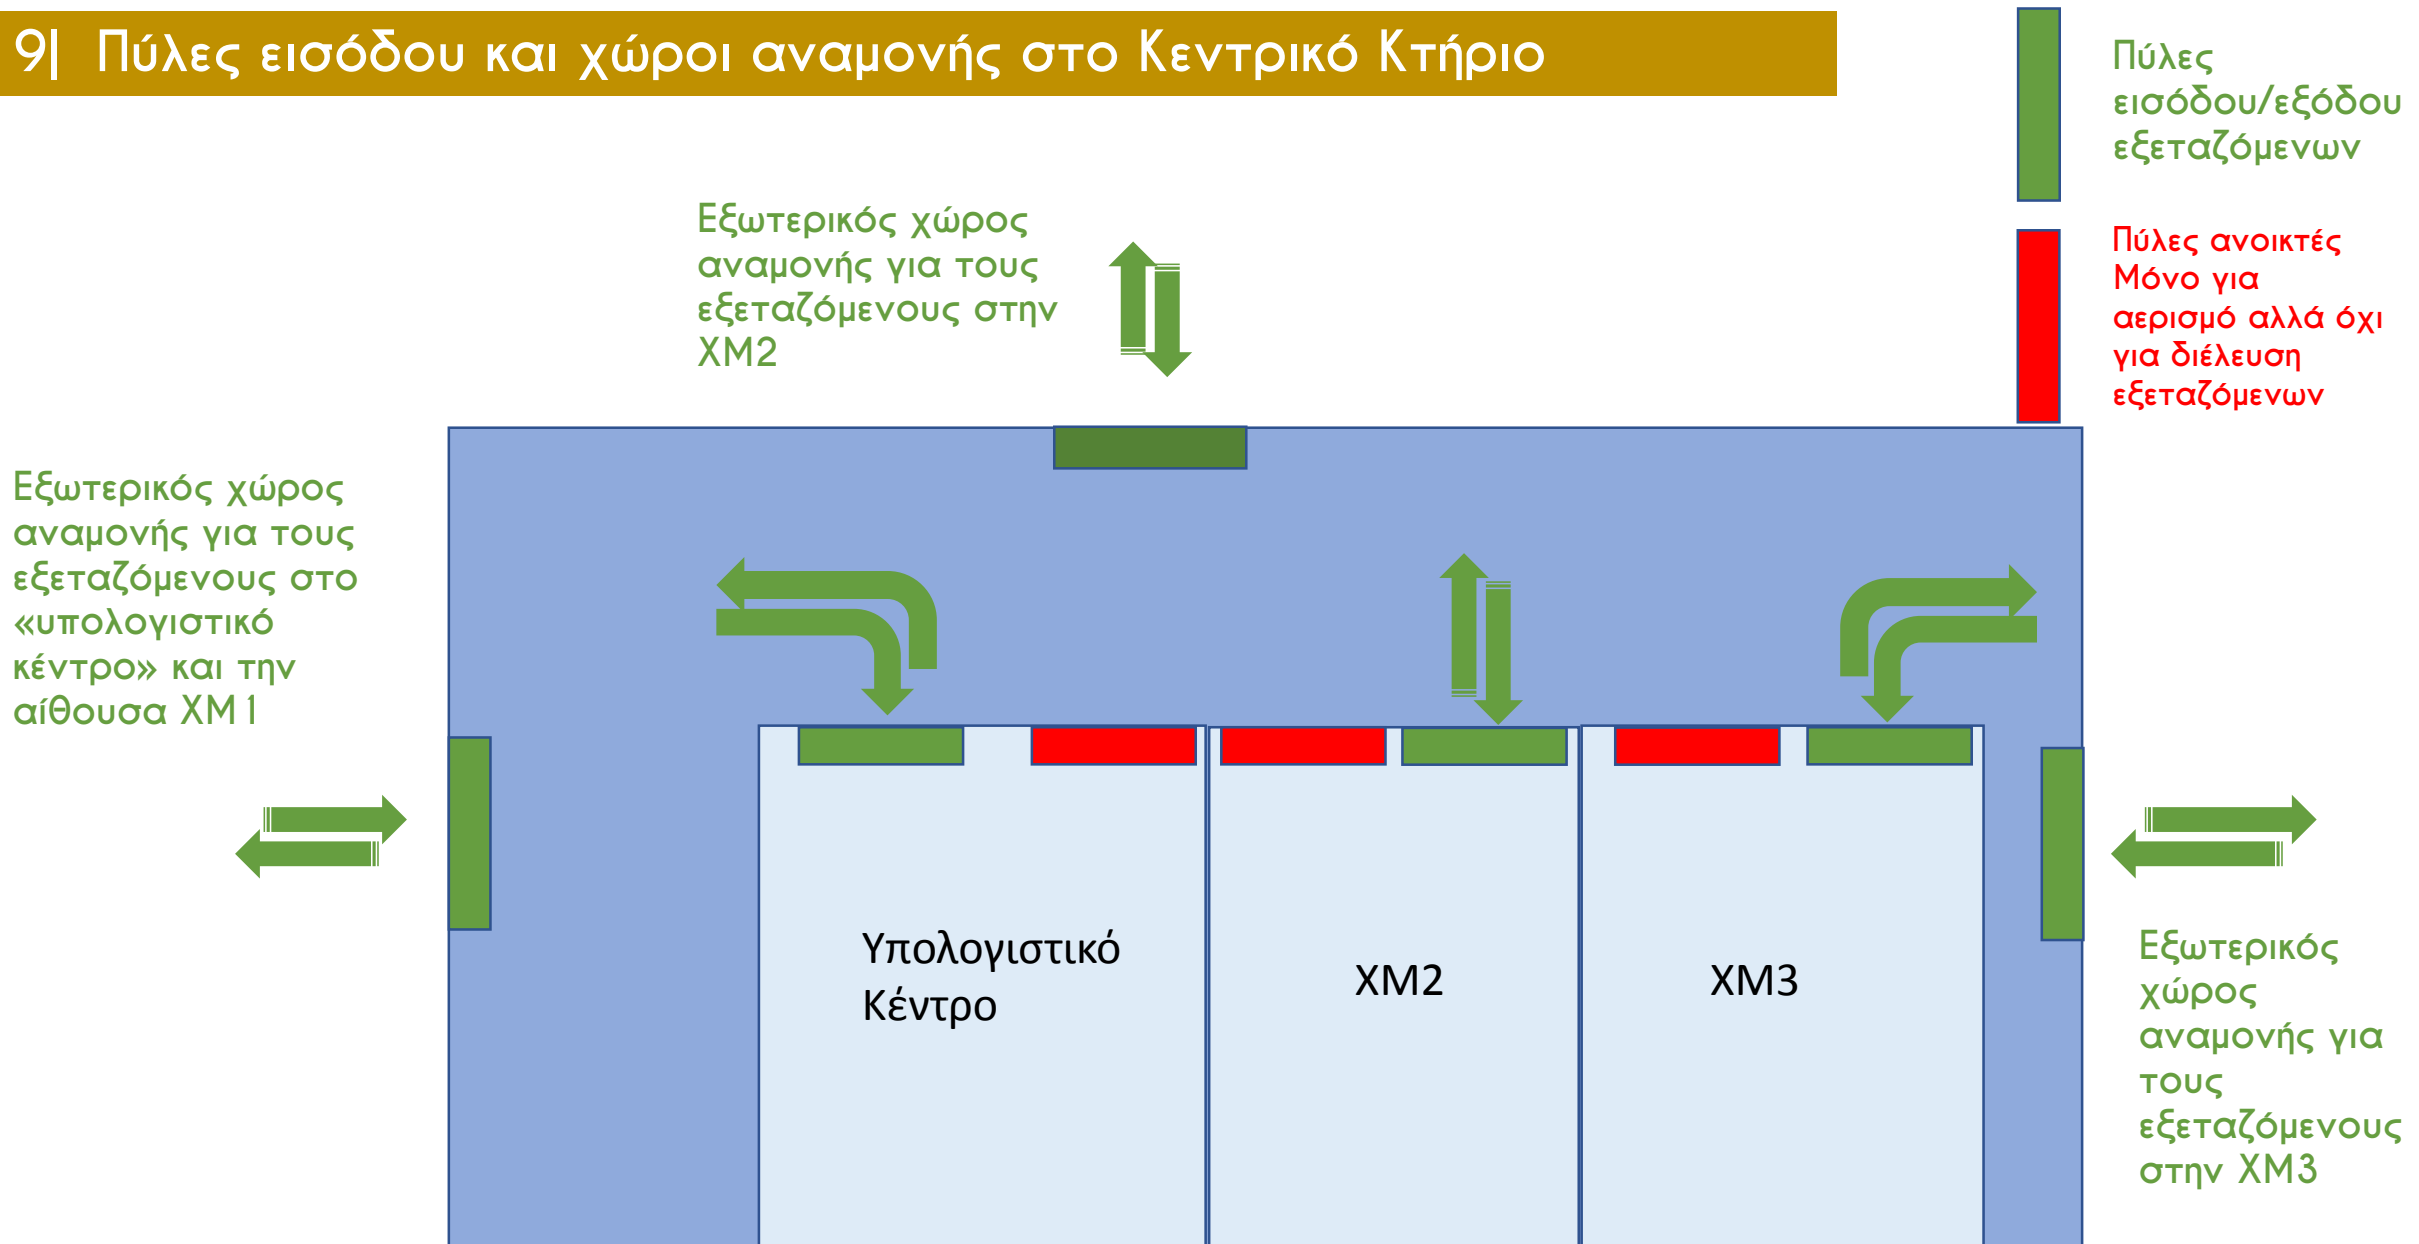 9| Πύλες εισόδου και χώροι αναμονής στο Κεντρικό Κτήριο
Πύλες
εισόδου/εξόδου
εξεταζόμενων
Πύλες ανοικτές
Μόνο για
αερισμό αλλά όχι
για διέλευση
εξεταζόμενων
Εξωτερικός χώρος
αναμονής για τους
εξεταζόμενους στην
ΧΜ2
Εξωτερικός χώρος
αναμονής για τους
εξεταζόμενους στο
«υπολογιστικό
κέντρο» και την
αίθουσα ΧΜ1
Υπολογιστικό
Κέντρο
ΧΜ2
ΧΜ3
Εξωτερικός
χώρος
αναμονής για
τους
εξεταζόμενους
στην ΧΜ3